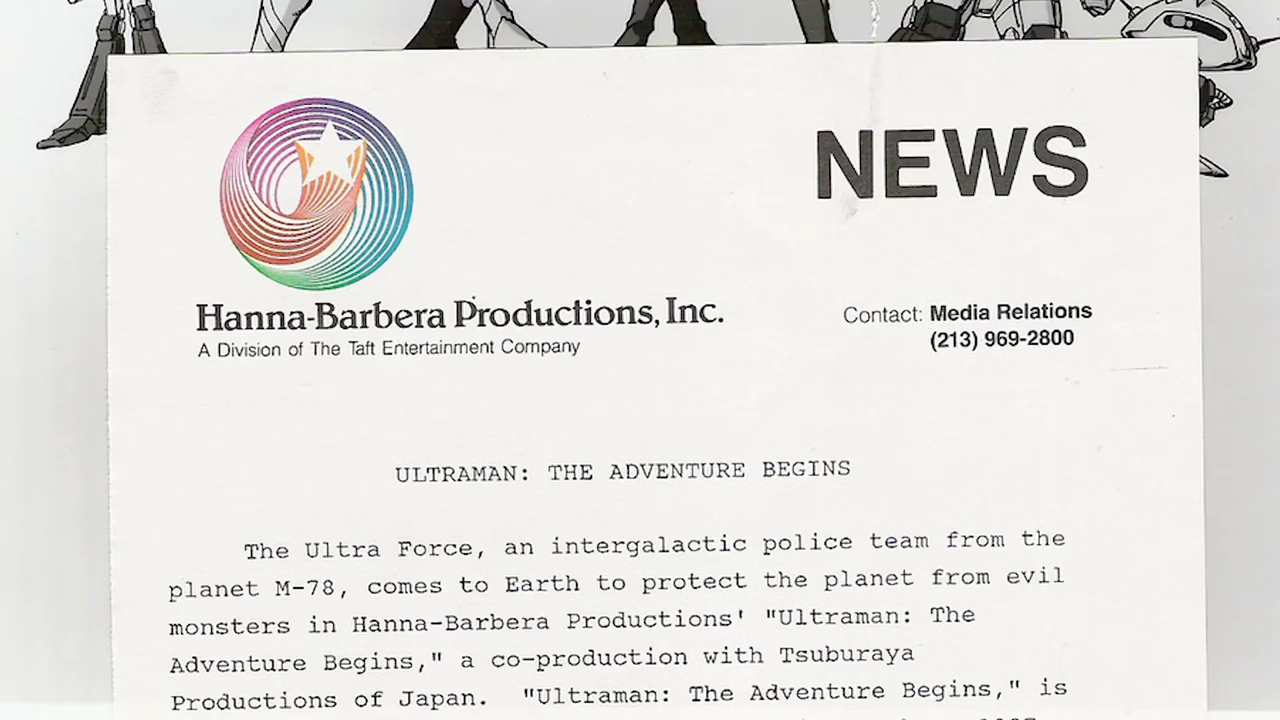 NEWS
Hanna-Barbera Productions, Inc.
A Division of The Taft Entertainment Company
Contact: Media Relations
(213) 969-2800
ULTRAMAN: THE ADVENTURE BEGINS
The Ultra Force, an intergalactic police team from the
planet M-78, comes to Earth to protect the planet from evil
monsters in Hanna-Barbera Productions' "Ultraman: The
Adventure Begins," a co-production with Tsuburaya
Productions of Japan. "Ultraman: The Adventure Begins," is